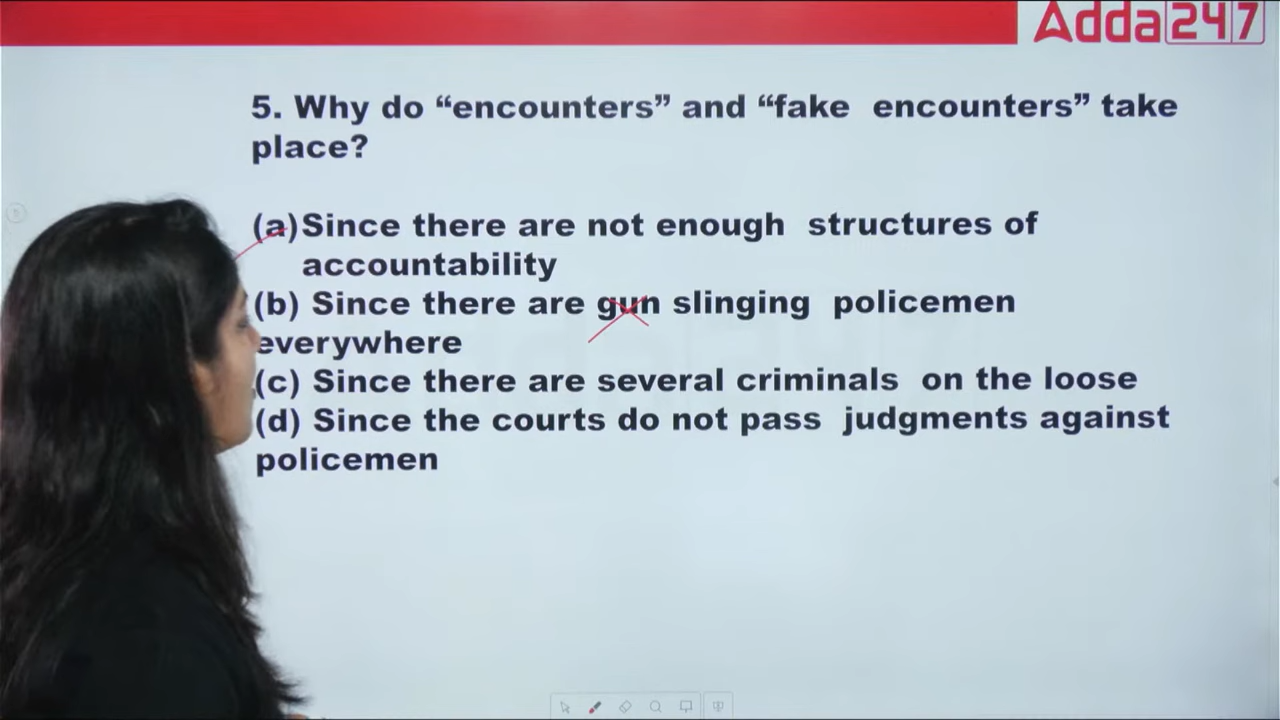 Adda247
5. Why do “encounters” and “fake encounters” take
place?
(a)Since there are not enough structures of
accountability
(b) Since there are gun slinging policemen
everywhere
(c) Since there are several criminals on the loose
(d) Since the courts do not pass judgments against
policemen